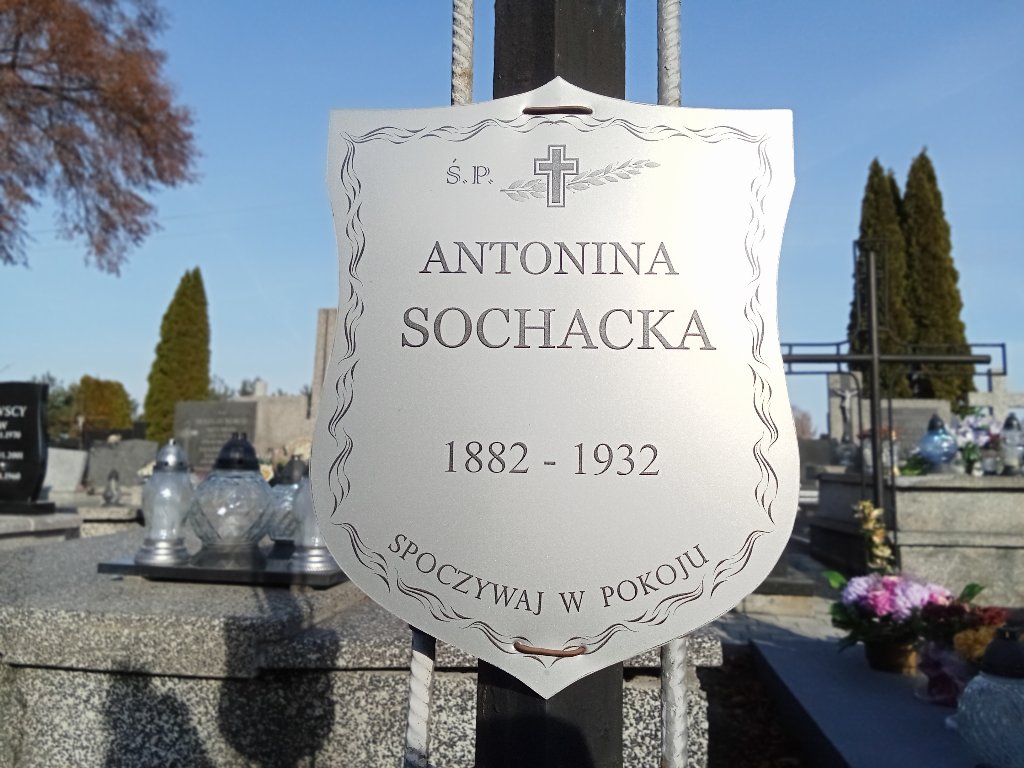 Ś.P.
ANTONINA
SOCHACKA
1882 - 1932
SPOCZYWAJ W POKOJU